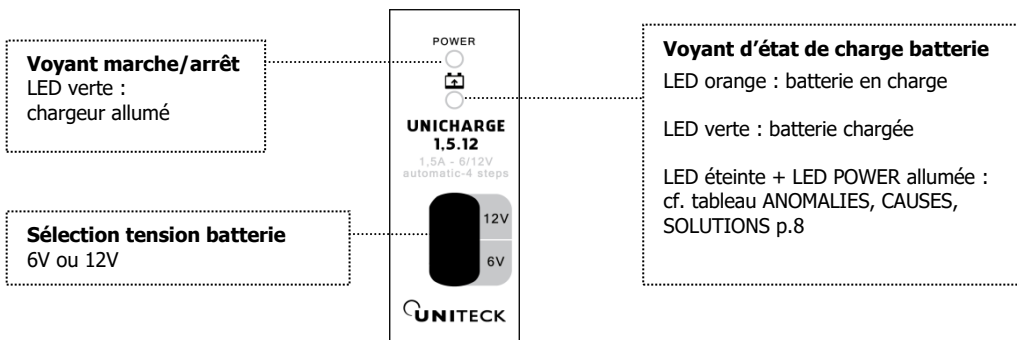 Voyant marche/arrêt
LED verte :
chargeur allumé
Sélection tension batterie
6V ou 12V
POWER
UNICHARGE
1,5.12
1,5A - 6/12V
automatic-4 steps
12V
6V
UNITECK
Voyant d'état de charge batterie
LED orange : batterie en charge
LED verte : batterie chargée
LED éteinte + LED POWER allumée :
cf. tableau ANOMALIES, CAUSES,
SOLUTIONS p.8